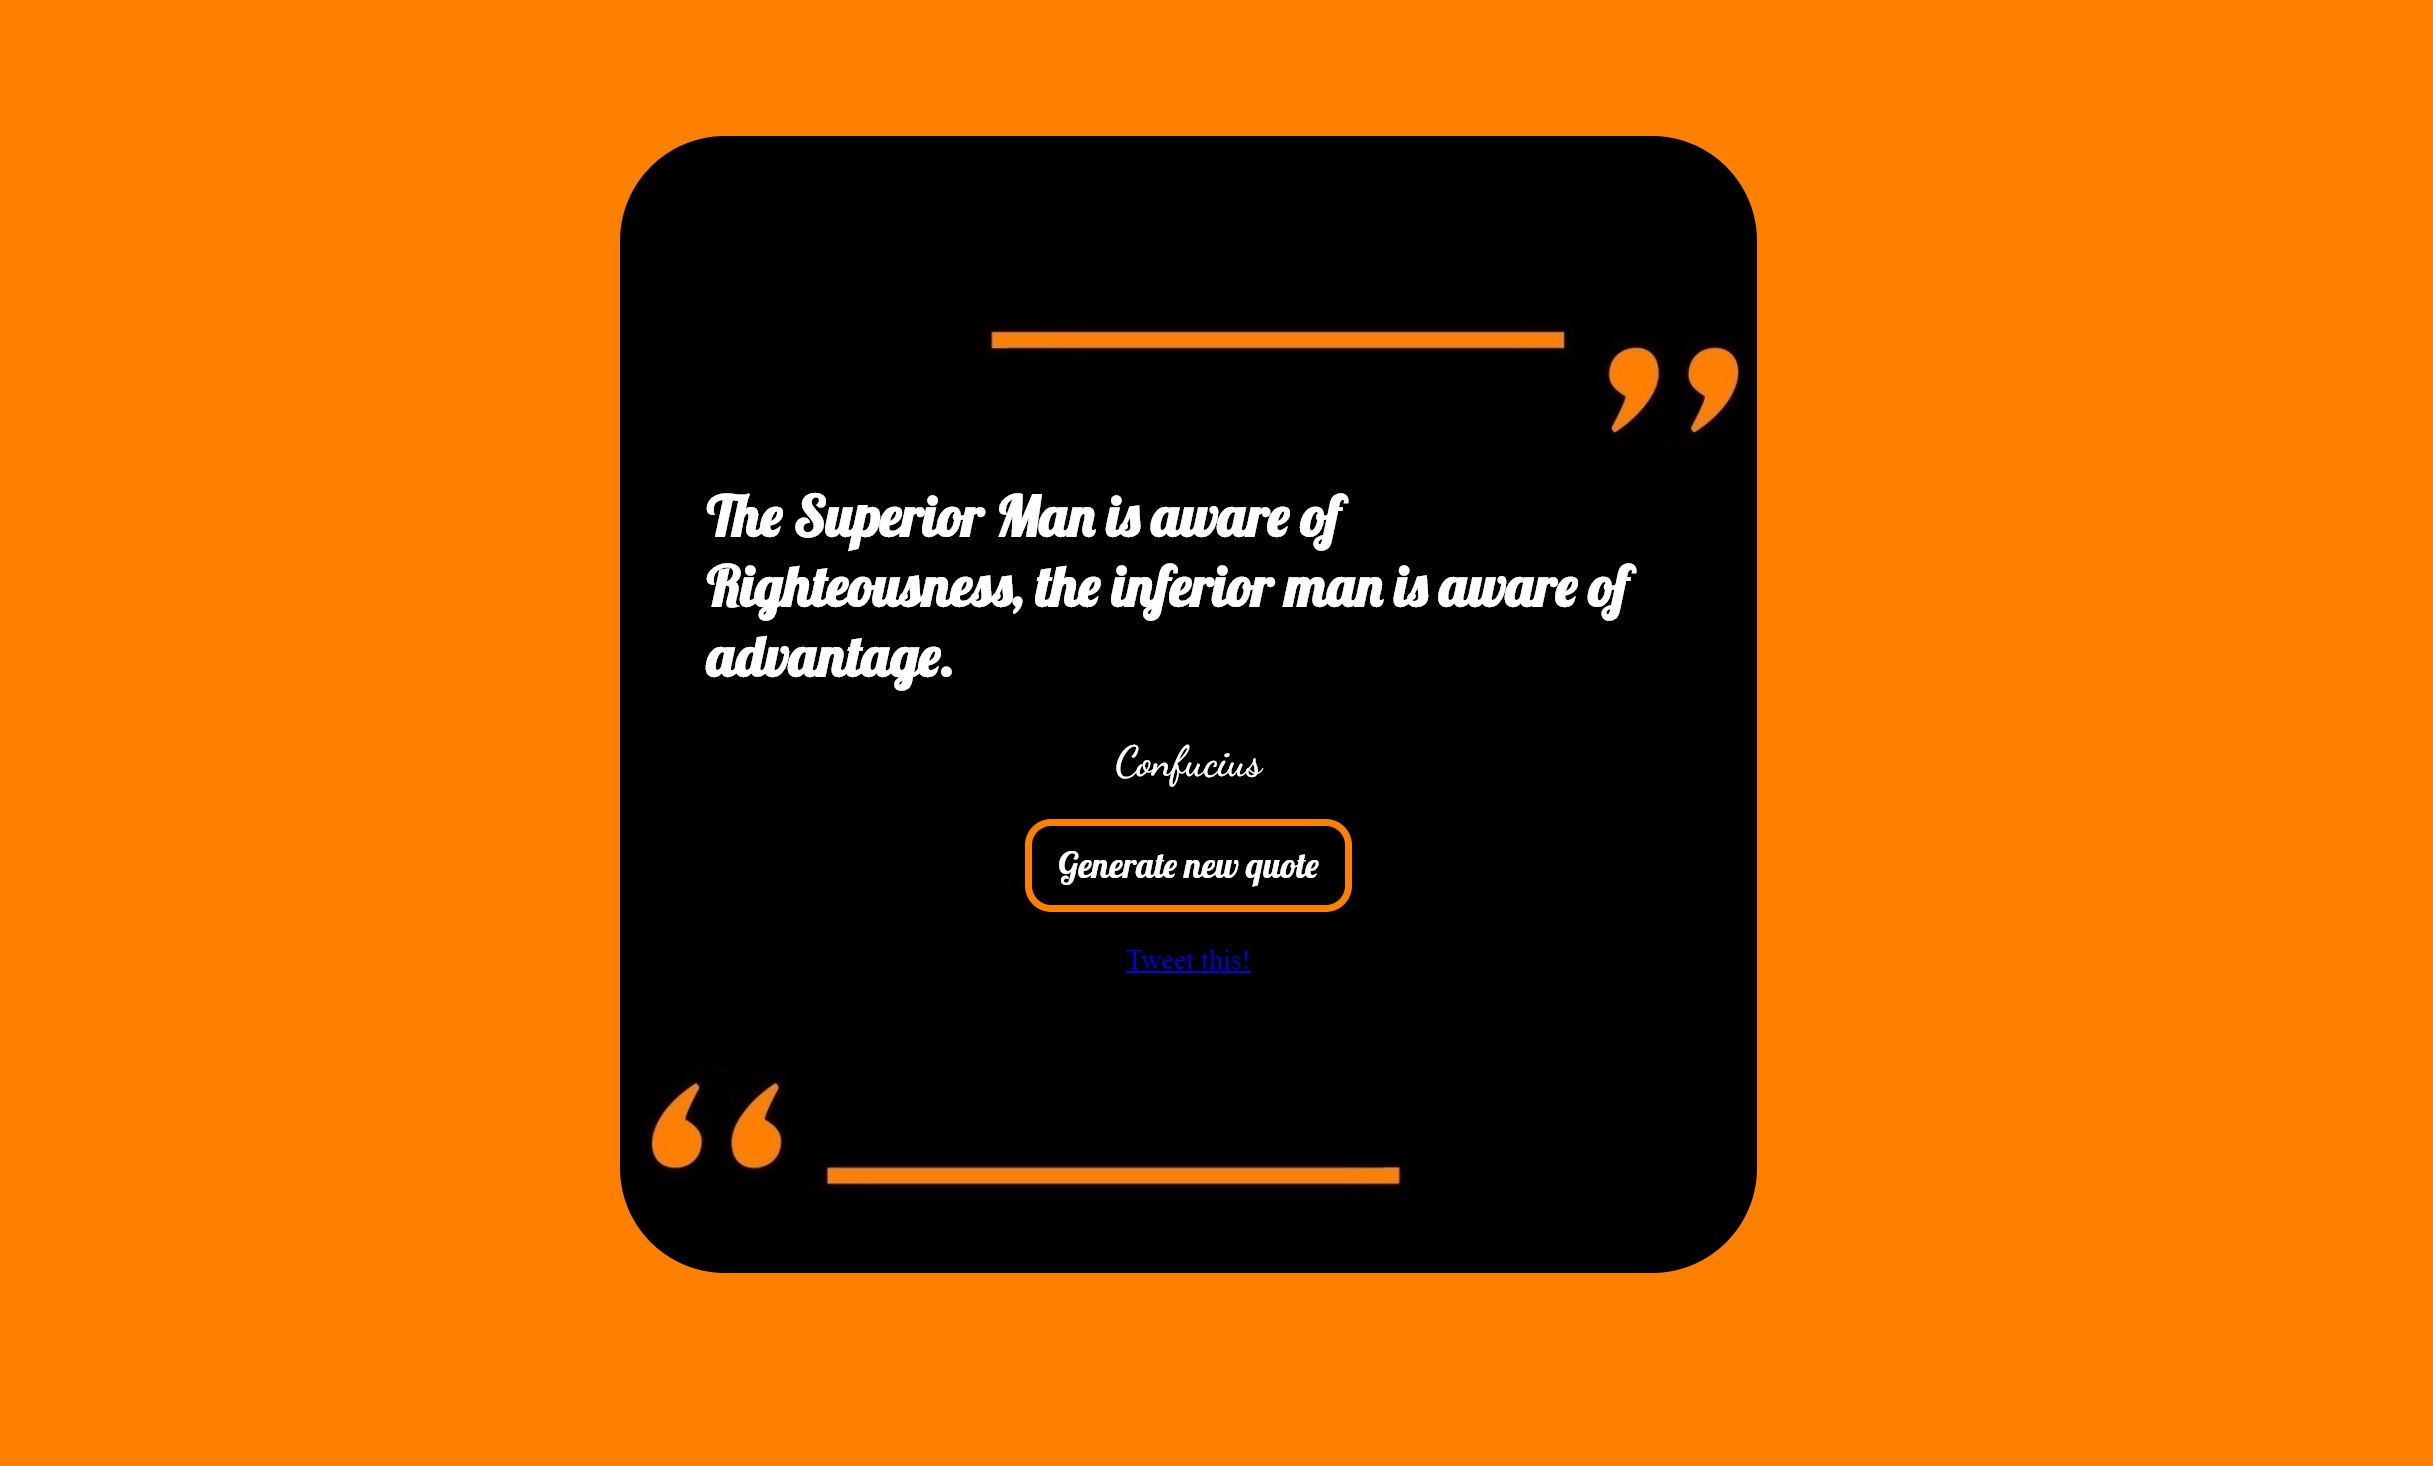 ”
The Superior Man is aware of
Righteousness, the inferior man is aware of
advantage.
Confucius
Generate new quote
Tweet this!
“